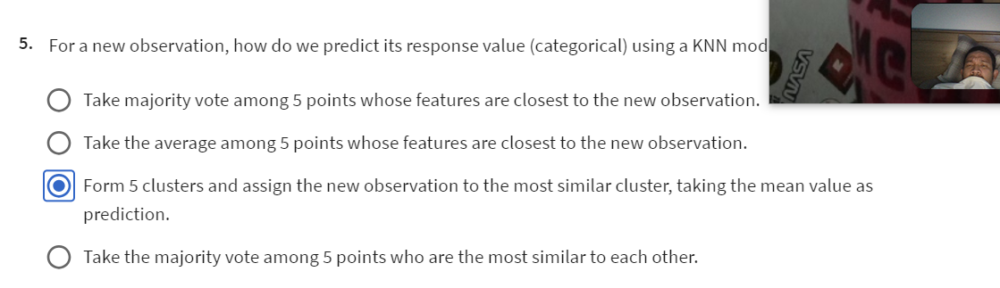 5. For a new observation, how do we predict its response value (categorical) using a KNN
Take majority vote among 5 points whose features are closest to the new observation.
Take the average among 5 points whose features are closest to the new observation.
Form 5 clusters and assign the new observation to the most similar cluster, taking the mean value as
prediction.
Take the majority vote among 5 points who are the most similar to each other.